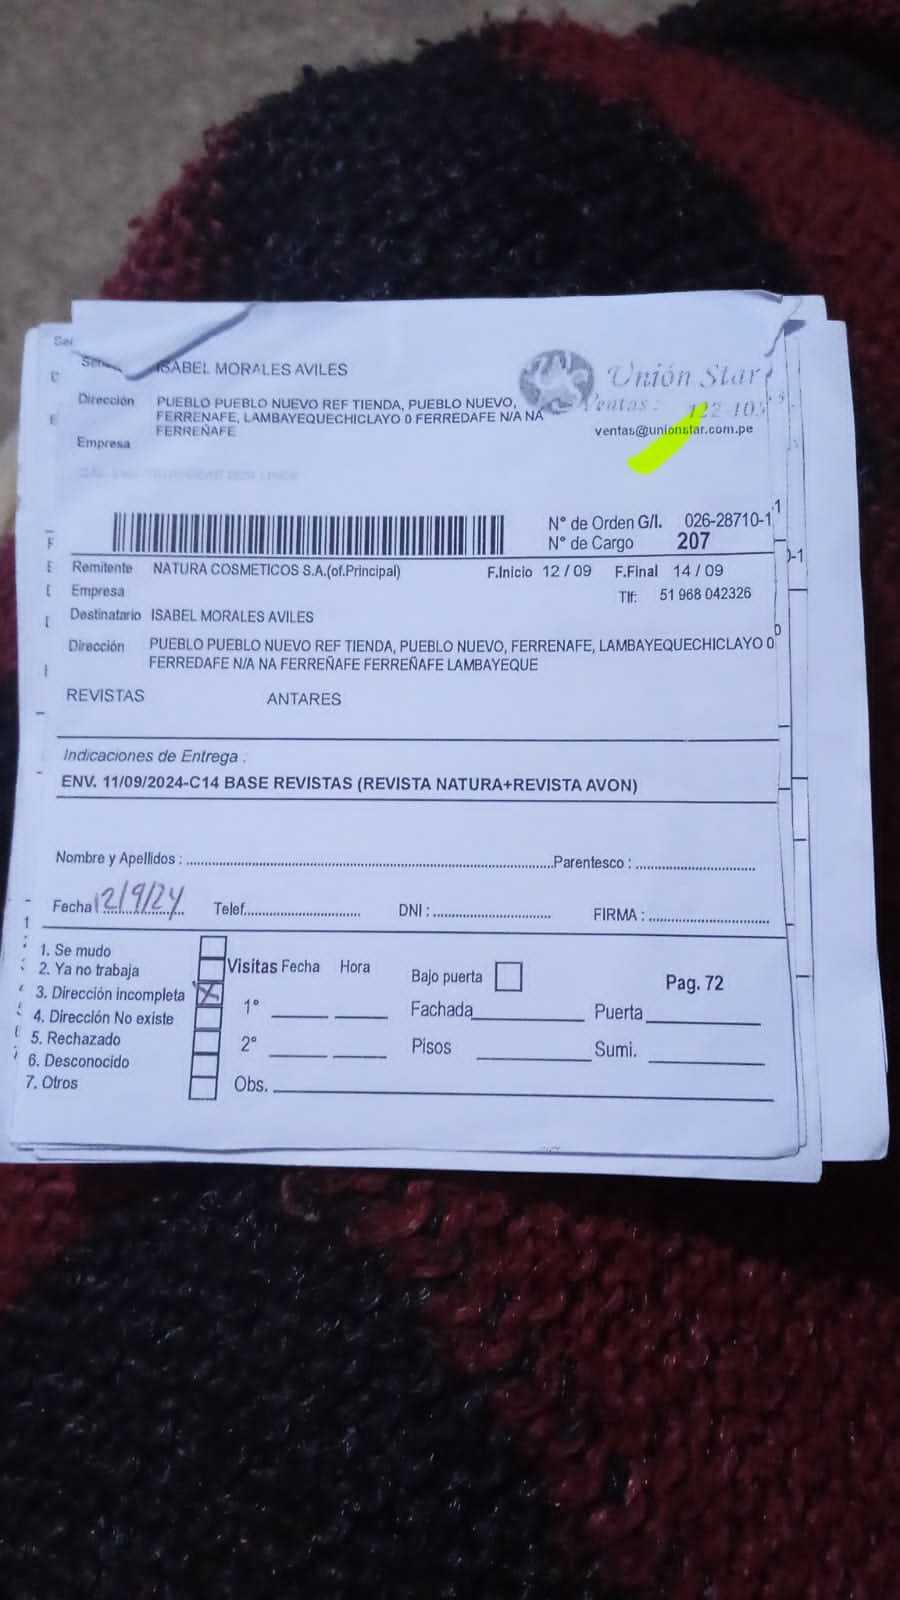 ISABEL MORALES AVILES
Unión Star
Dirección PUEBLO PUEBLO NUEVO REF TIENDA, PUEBLO NUEVO,
FERRENAFE, LAMBAYEQUECHICLAYO 0 FERREDAFE N/A NA
FERREÑAFE
Ventas :
ventas@unionstar.com.pe
Empresa
N° de Orden G/I. 026-28710-1
N° de Cargo 207
Remitente NATURA COSMETICOS S.A.(of.Principal) F.Inicio 12 / 09 F.Final 14 / 09
Empresa Tlf: 51 968 042326
Destinatario ISABEL MORALES AVILES
Dirección PUEBLO PUEBLO NUEVO REF TIENDA, PUEBLO NUEVO, FERRENAFE, LAMBAYEQUECHICLAYO 0
FERREDAFE N/A NA FERREÑAFE FERREÑAFE LAMBAYEQUE
REVISTAS ANTARES
Indicaciones de Entrega :
ENV. 11/09/2024-C14 BASE REVISTAS (REVISTA NATURA+REVISTA AVON)
Nombre y Apellidos : Parentesco :
Fecha 12/9/24 Telef. DNI : FIRMA :
1. Se mudo
2. Ya no trabaja
3. Dirección incompleta X
4. Dirección No existe
5. Rechazado
6. Desconocido
7. Otros
Visitas Fecha Hora
1°
2°
Obs.
Bajo puerta
Fachada
Pisos
Pag. 72
Puerta
Sumi.